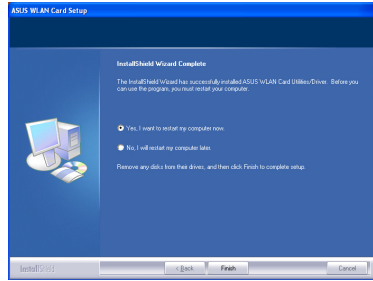 ASUS WLAN Card Setup
InstallShield Wizard Complete
The InstallShield Wizard has successfully installed ASUS WLAN Card Utilities/Driver. Before you
can use the program, you must restart your computer.
Yes, I want to restart my computer now.
No, I will restart my computer later.
Remove any disks from their drives, and then click Finish to complete setup.
InstallShield
< Back Finish Cancel